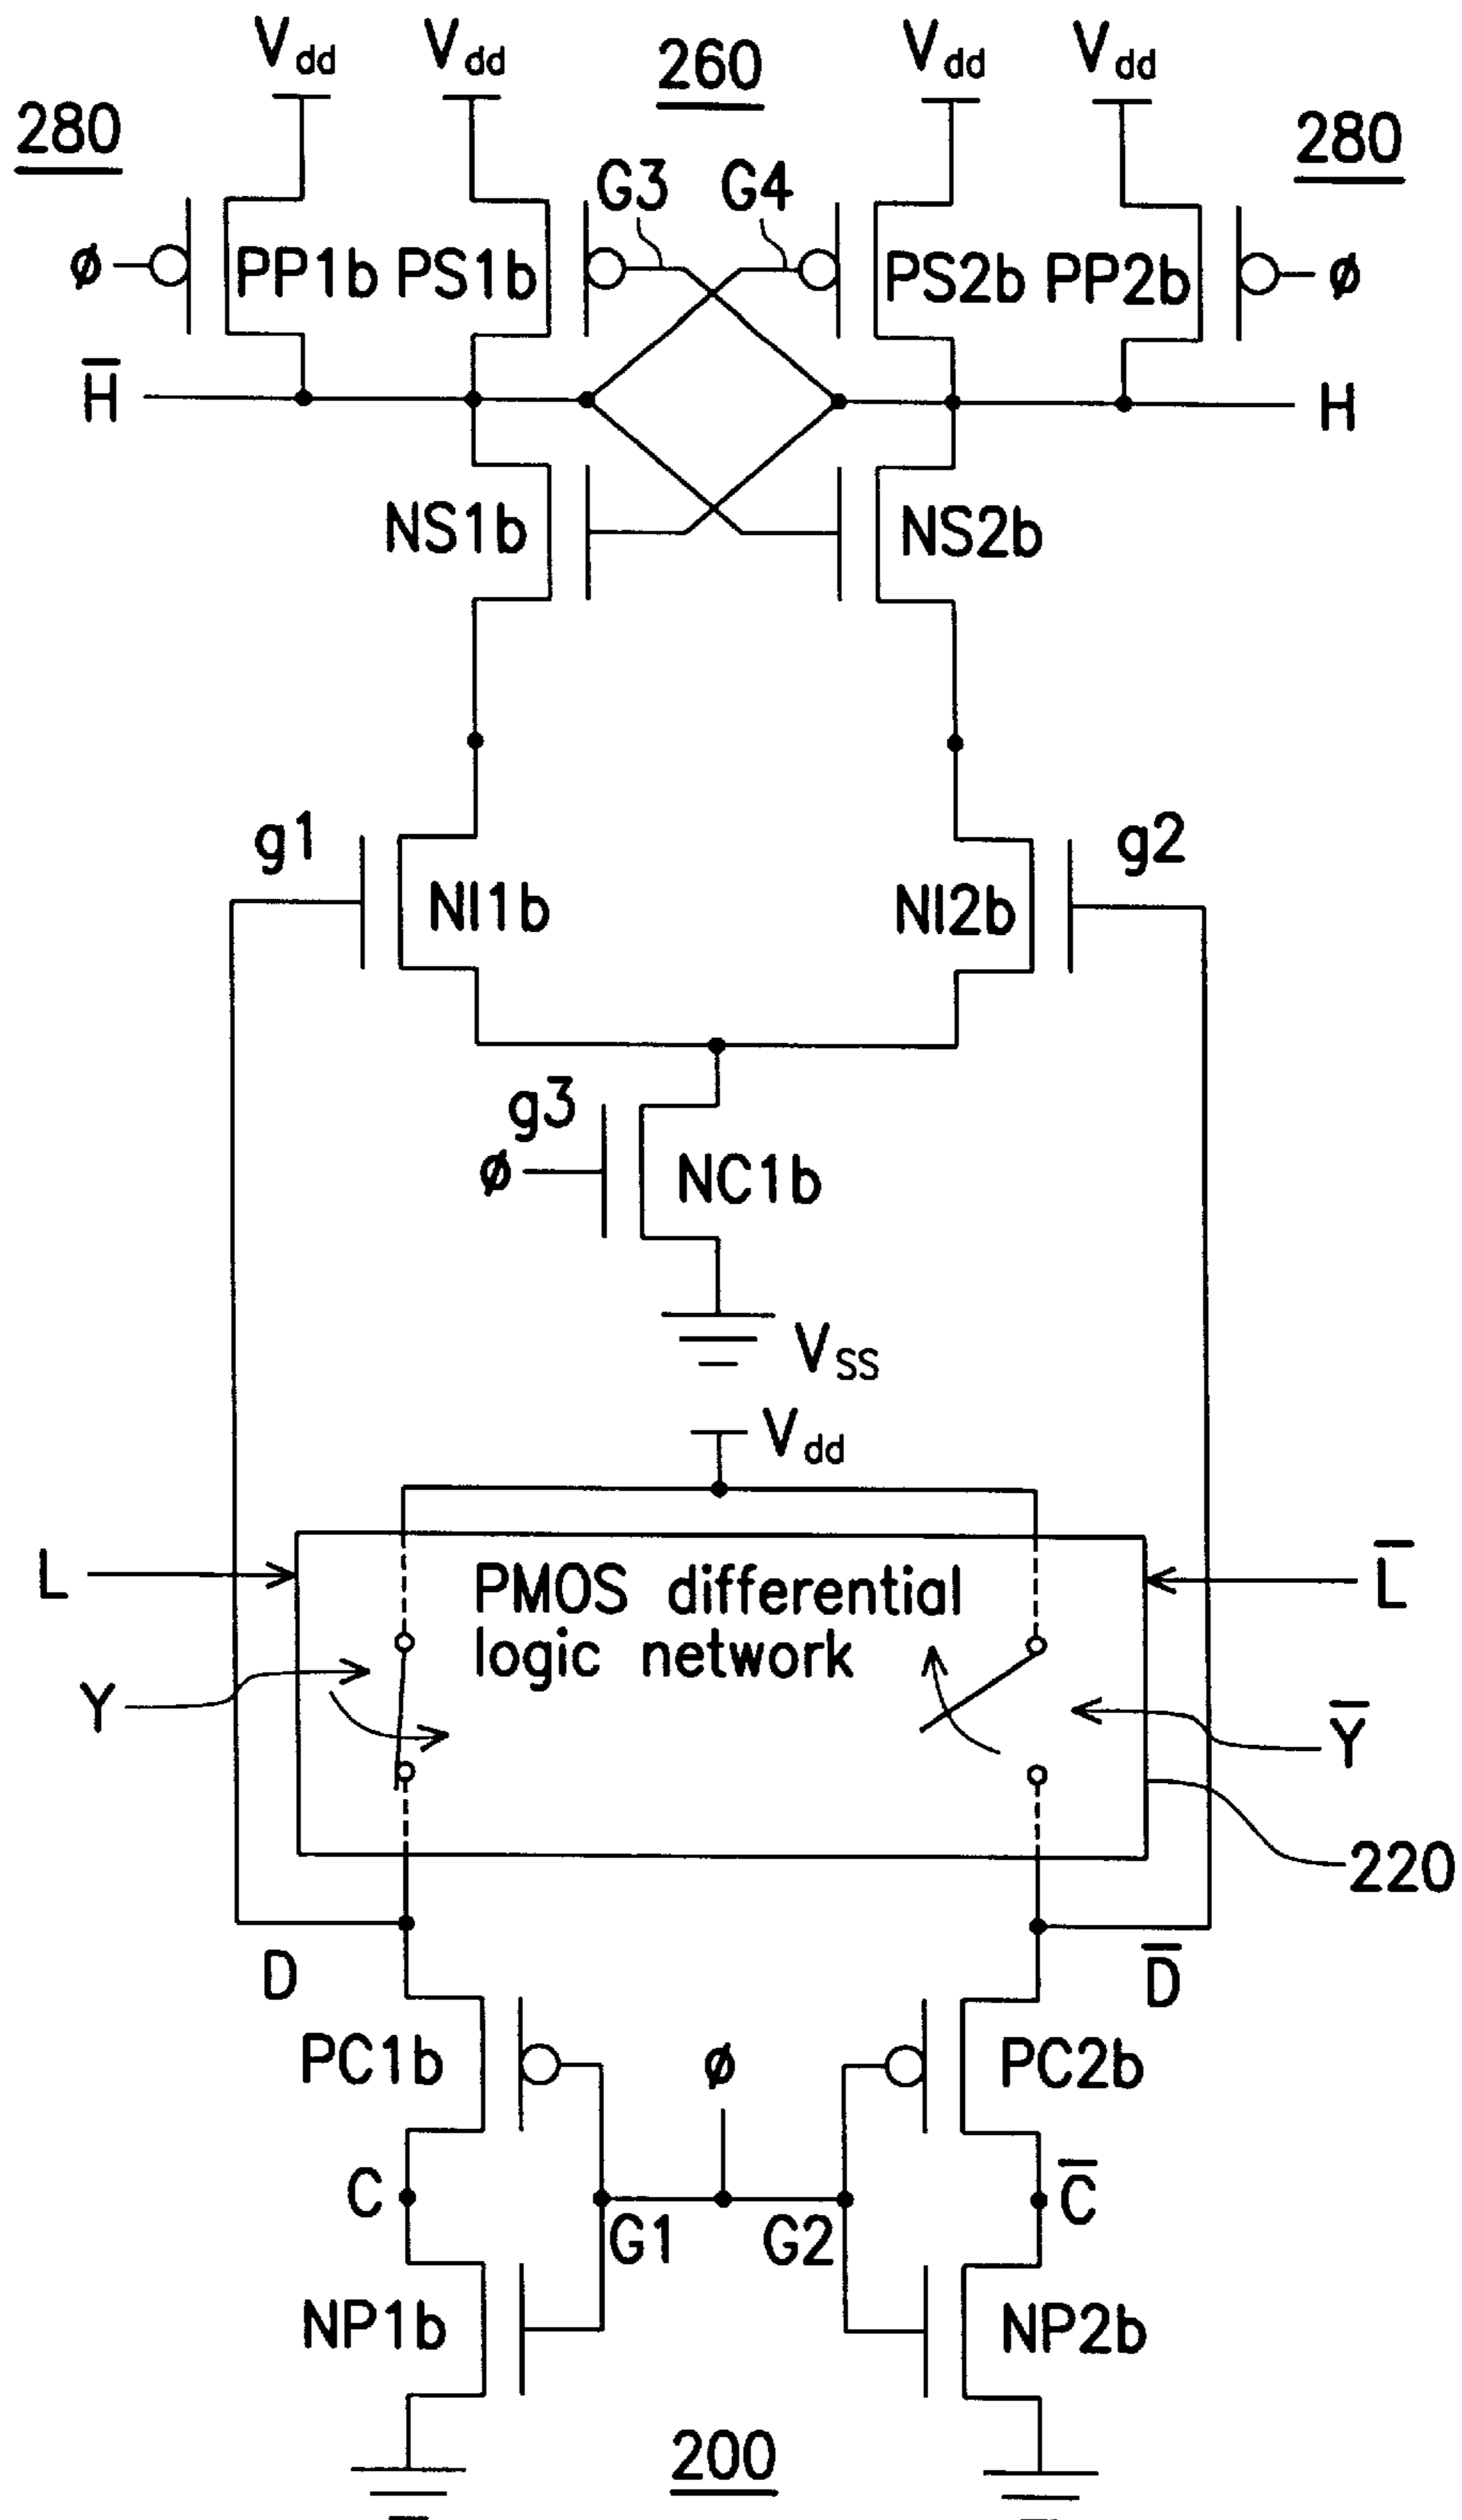 Vdd Vdd 260 Vdd Vdd
280 280
G3 G4
ø PP1b PS1b PS2b PP2b ø
H̅ H
NS1b NS2b
g1 g2
NI1b NI2b
g3
ø NC1b
VSS
Vdd
L PMOS differential L̅
logic network
Y Y̅
220
D D̅
PC1b ø PC2b
C C̅
G1 G2
NP1b NP2b
200